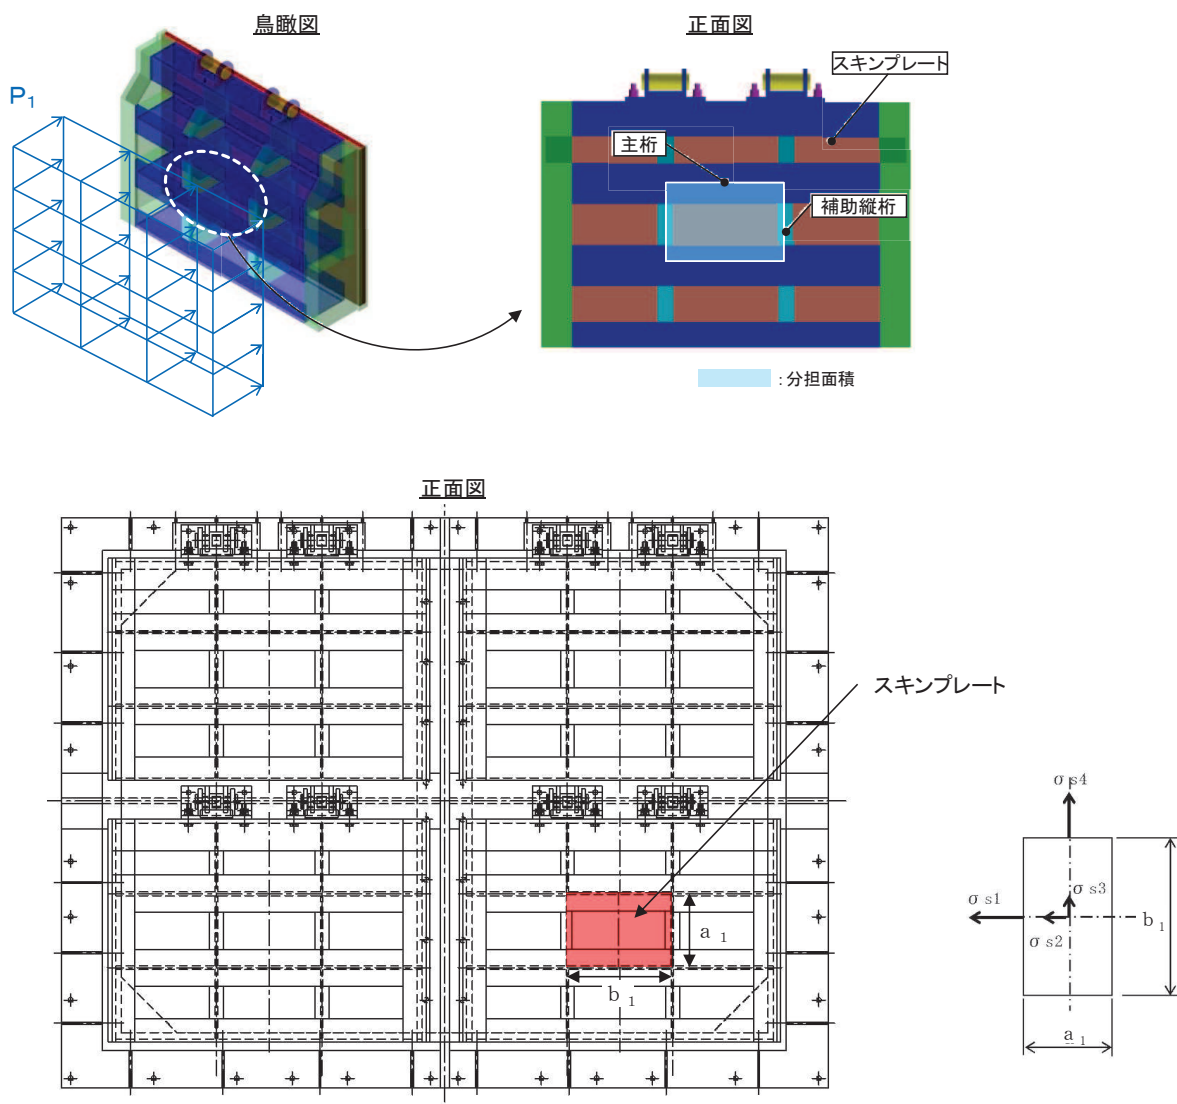 鳥瞰図
正面図
P1
スキンプレート
主桁
補助縦桁
:分担面積
正面図
スキンプレート
a 1
b 1
σ s4
σ s3
σ s1
σ s2
b 1
a 1